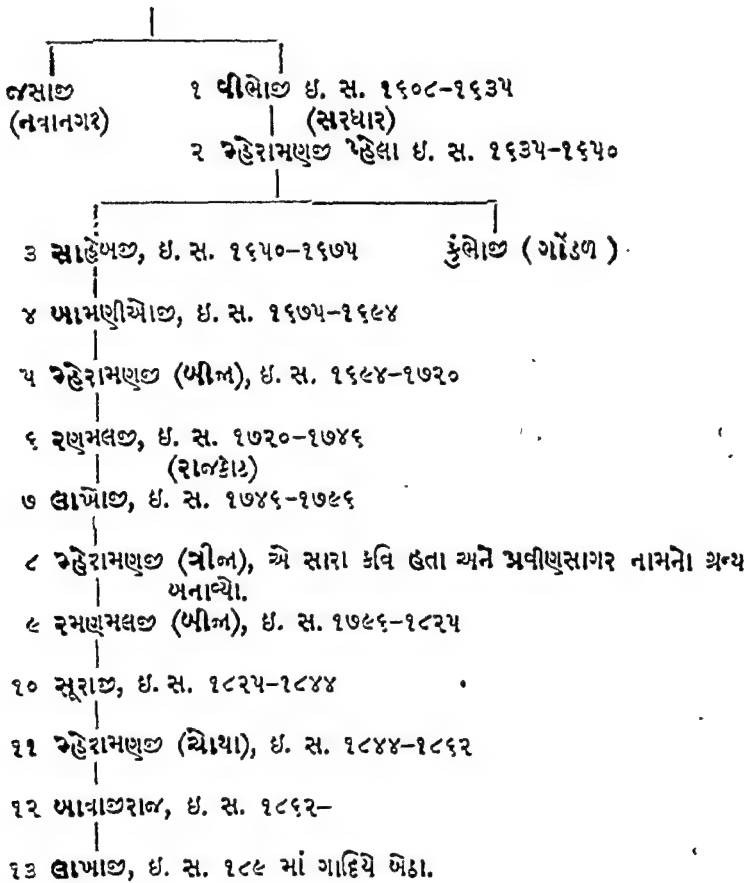 જસાજી ૧ વીભોજી ઇ. સ. ૧૬૦૮-૧૬૩૫
(નવાનગર) (સરધાર)
૨ મ્હેરામણજી પ્હેલા ઇ. સ. ૧૬૩૫-૧૬૫૦
૩ સાહેબજી, ઇ. સ. ૧૬૫૦-૧૬૭૫ કુંભોજી (ગોંડળ)
૪ બામણીઓજી, ઇ. સ. ૧૬૭૫-૧૬૯૪
૫ મ્હેરામણજી (બીજા), ઇ. સ. ૧૬૯૪-૧૭૨૦
૬ રણમલજી, ઇ. સ. ૧૭૨૦-૧૭૪૬
(રાજકોટ)
૭ લાખોજી, ઇ. સ. ૧૭૪૬-૧૭૯૬
૮ મ્હેરામણજી (ત્રીજા), એ સારા કવિ હતા અને પ્રવીણસાગર નામનો ગ્રન્થ
બનાવ્યો.
૯ રમણમલજી (બીજા), ઇ. સ. ૧૭૯૬-૧૮૨૫
૧૦ સૂરાજી, ઇ. સ. ૧૮૨૫-૧૮૪૪
૧૧ મ્હેરામણજી (ચોથા), ઇ. સ. ૧૮૪૪-૧૮૬૨
૧૨ બાવાજીરાજ, ઇ. સ. ૧૮૬૨-
૧૩ લાખાજી, ઇ. સ. ૧૮૯ માં ગાદિયે બેઠા.